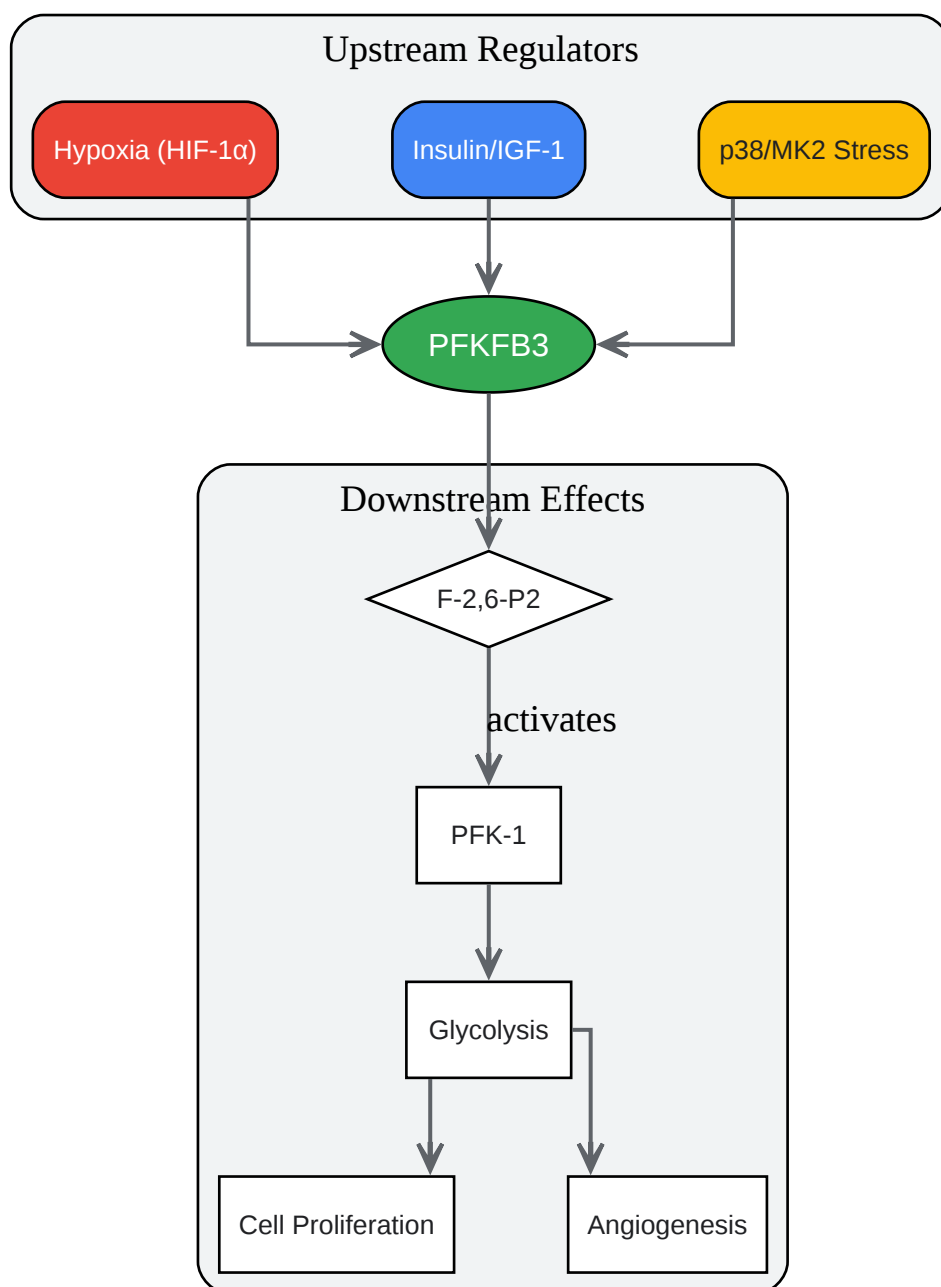 Upstream Regulators
Hypoxia (HIF-1α)
Insulin/IGF-1
p38/MK2 Stress
PFKFB3
Downstream Effects
F-2,6-P2
activates
PFK-1
Glycolysis
Cell Proliferation
Angiogenesis